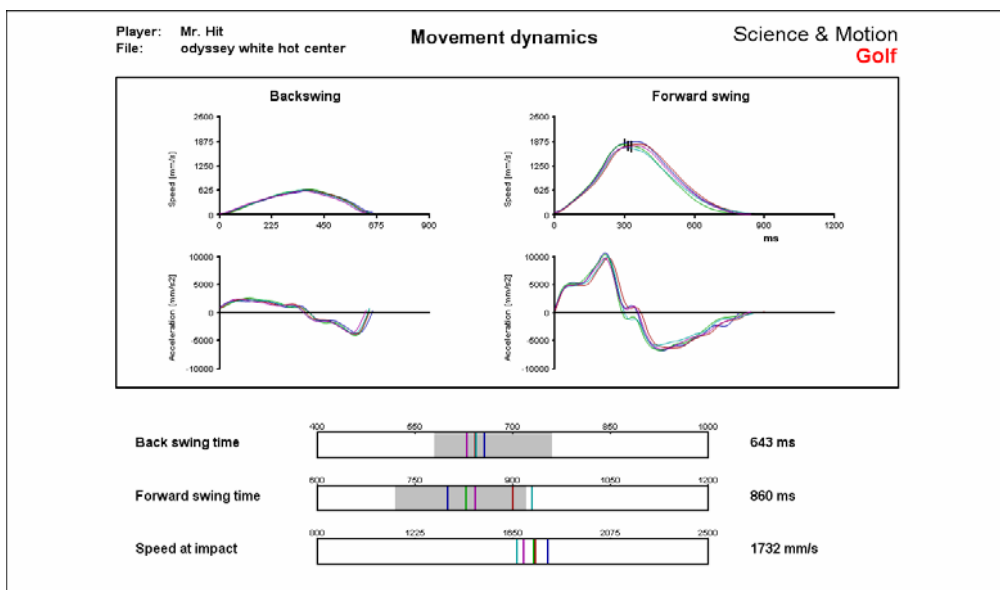 Player: Mr. Hit
File: odyssey white hot center
Movement dynamics
Science & Motion
Golf
Backswing
Forward swing
Speed [mm/s]
2600
1875
1250
625
0
0 225 450 675 900
Speed [mm/s]
2600
1875
1250
625
0
0 300 600 900 1200
ms
Acceleration [mm/s2]
10000
5000
0
-5000
-10000
Acceleration [mm/s2]
10000
5000
0
-5000
-10000
400 550 700 850 1000
Back swing time 643 ms
600 750 900 1050 1200
Forward swing time 860 ms
800 1225 1650 2075 2500
Speed at impact 1732 mm/s